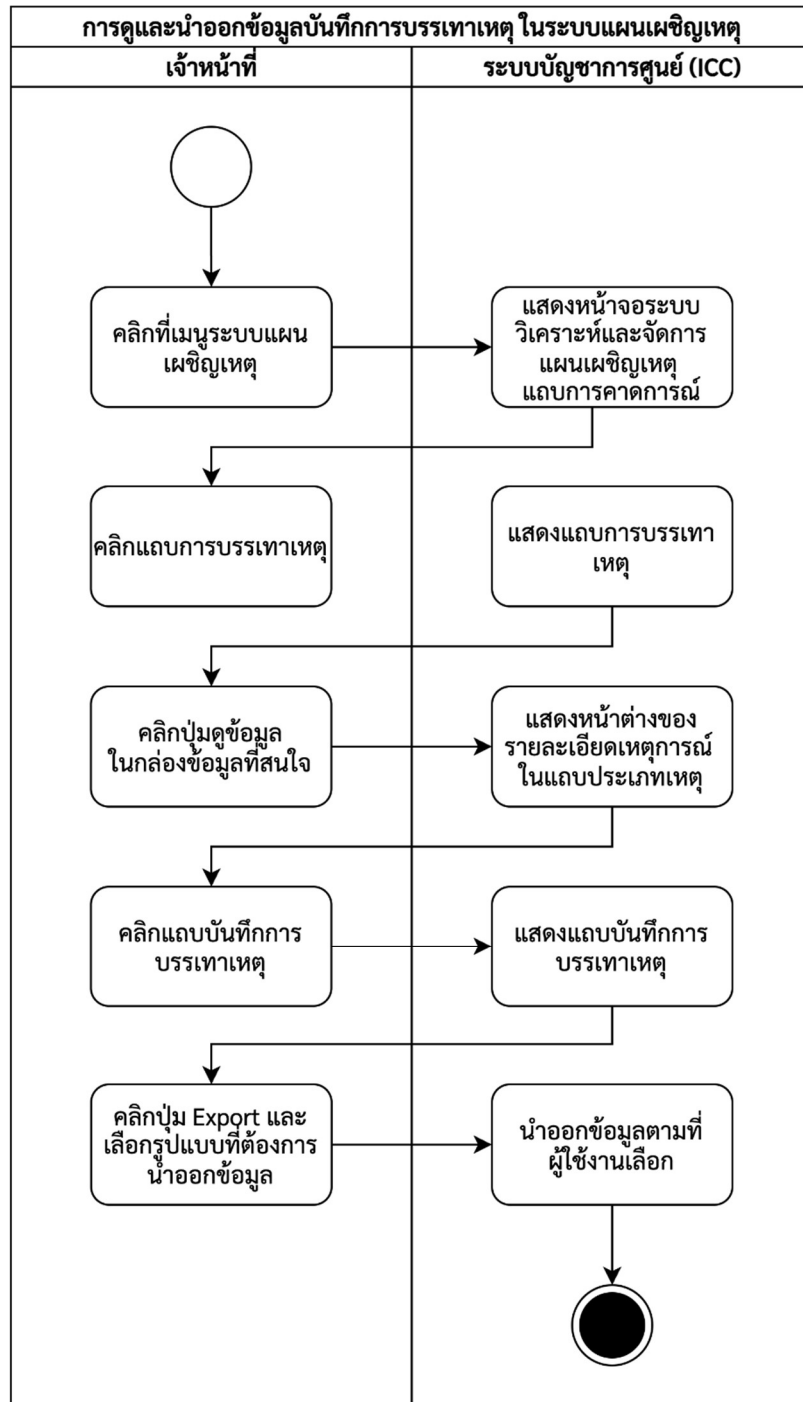 การดูและนำออกข้อมูลบันทึกการบรรเทาเหตุ ในระบบแผนเผชิญเหตุ
เจ้าหน้าที่
ระบบบัญชาการศูนย์ (ICC)
คลิกที่เมนูระบบแผน
เผชิญเหตุ
แสดงหน้าจอระบบ
วิเคราะห์และจัดการ
แผนเผชิญเหตุ
แถบการคาดการณ์
คลิกแถบการบรรเทาเหตุ
แสดงแถบการบรรเทา
เหตุ
คลิกปุ่มดูข้อมูล
ในกล่องข้อมูลที่สนใจ
แสดงหน้าต่างของ
รายละเอียดเหตุการณ์
ในแถบประเภทเหตุ
คลิกแถบบันทึกการ
บรรเทาเหตุ
แสดงแถบบันทึกการ
บรรเทาเหตุ
คลิกปุ่ม Export และ
เลือกรูปแบบที่ต้องการ
นำออกข้อมูล
นำออกข้อมูลตามที่
ผู้ใช้งานเลือก